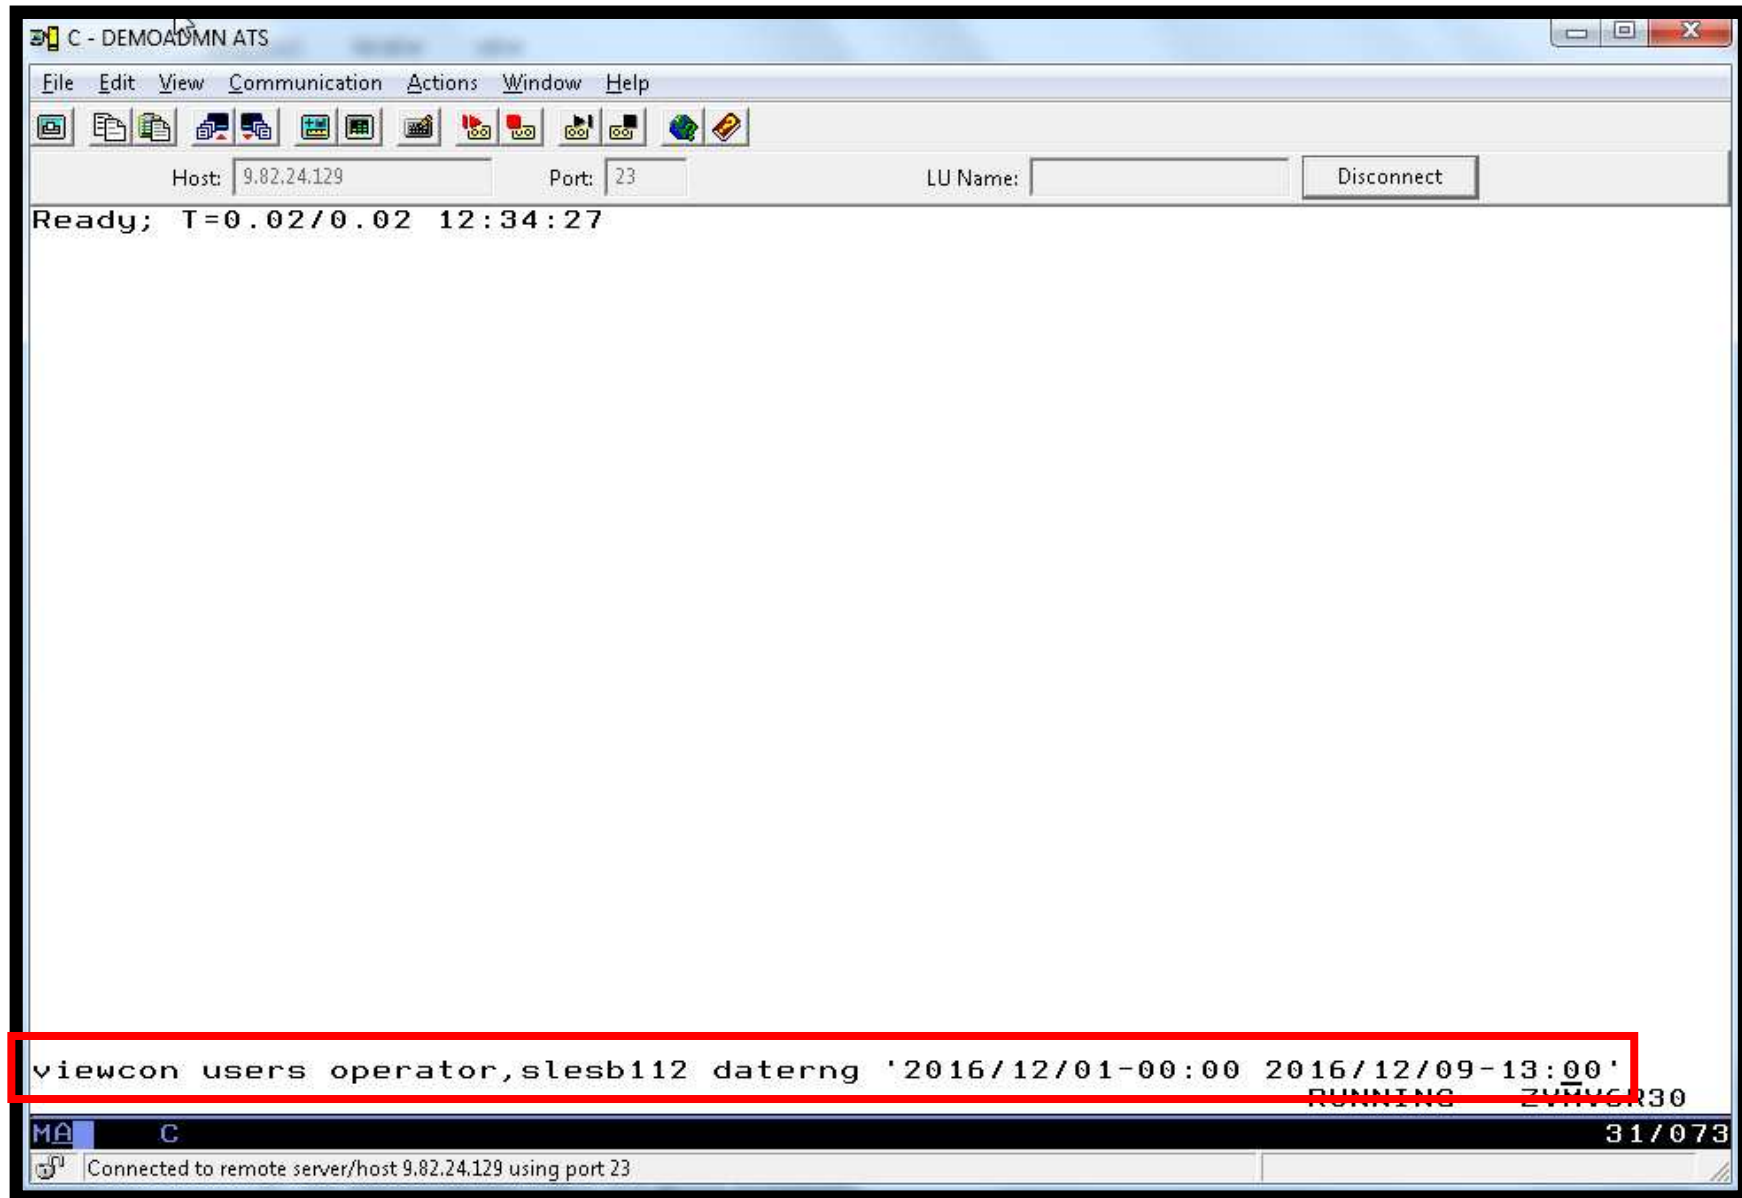 C - DEMOADMN ATS
File Edit View Communication Actions Window Help
Host: 9.82.24.129 Port: 23 LU Name: Disconnect
Ready; T=0.02/0.02 12:34:27
viewcon users operator,slesb112 daterng '2016/12/01-00:00 2016/12/09-13:00'
RUNNING ZVMV6R30
MA C 31/073
Connected to remote server/host 9.82.24.129 using port 23